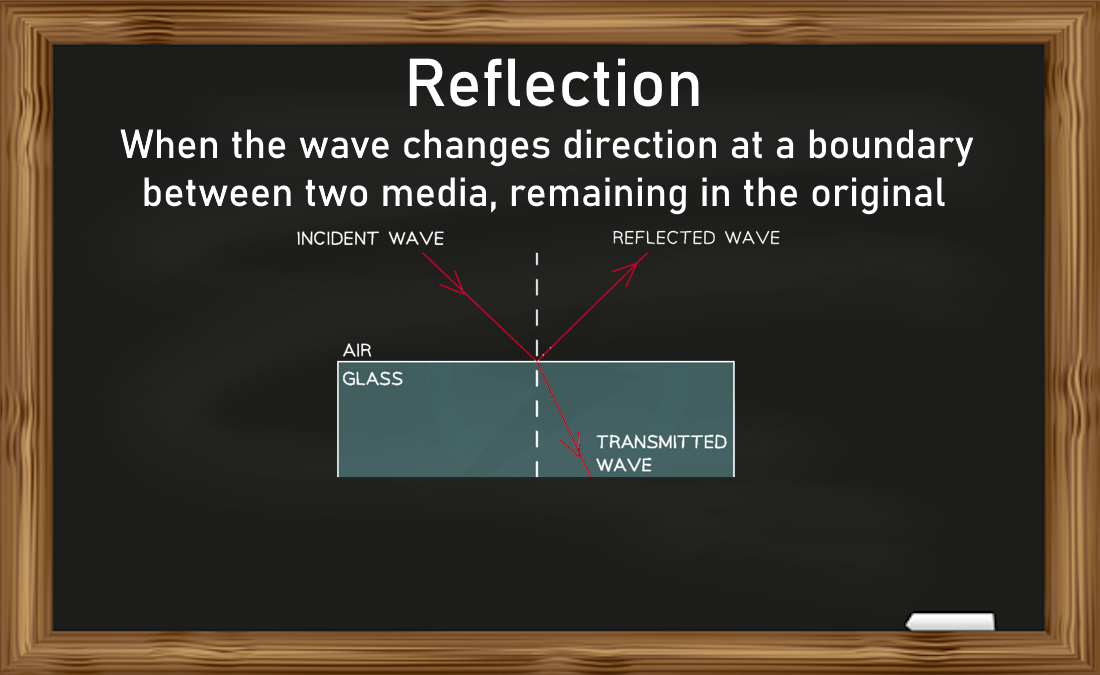 Reflection
When the wave changes direction at a boundary
between two media, remaining in the original
INCIDENT WAVE
REFLECTED WAVE
AIR
GLASS
TRANSMITTED
WAVE